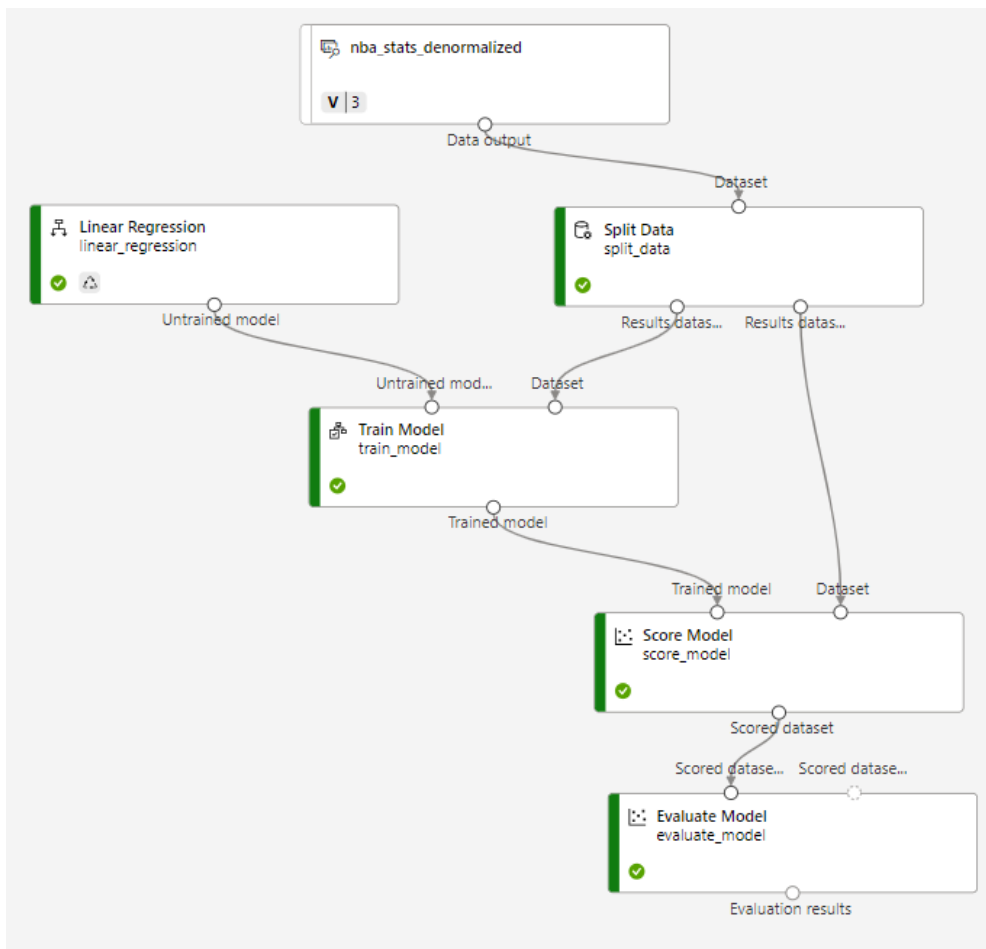 nba_stats_denormalized
V | 3
Data output
Dataset
Linear Regression
linear_regression
Split Data
split_data
Untrained model
Results datas...
Results datas...
Untrained mod...
Dataset
Train Model
train_model
Trained model
Trained model
Dataset
Score Model
score_model
Scored dataset
Scored datase...
Scored datase...
Evaluate Model
evaluate_model
Evaluation results